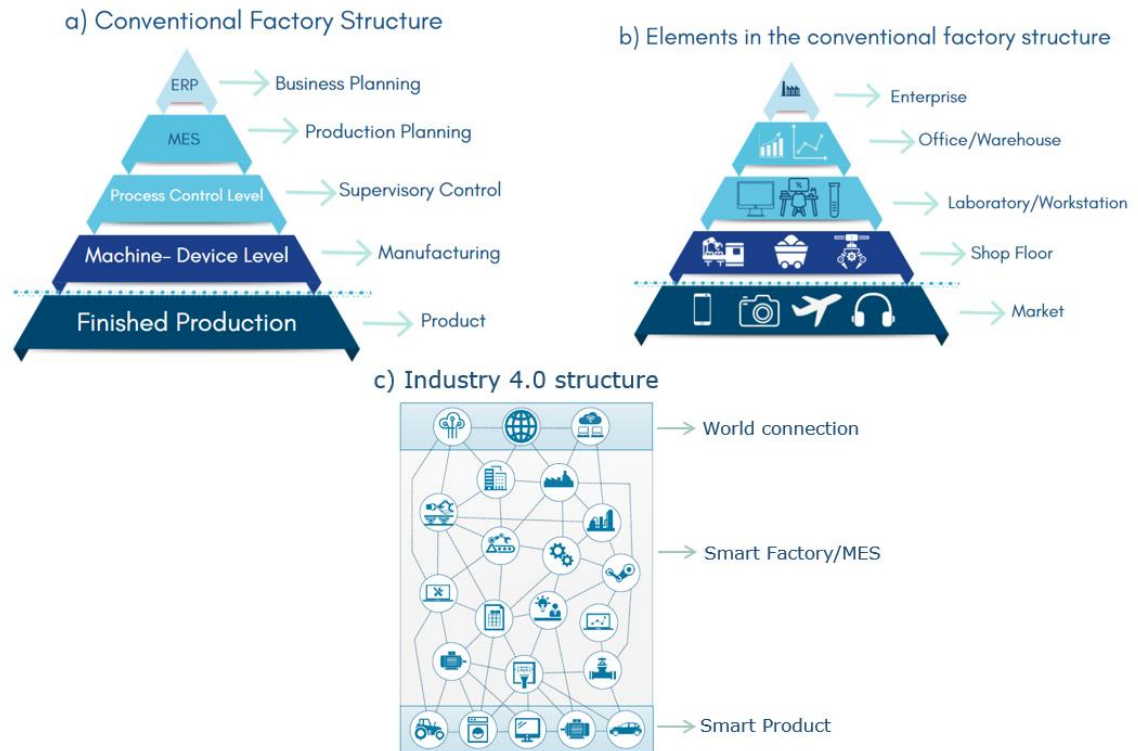 a) Conventional Factory Structure
ERP
Business Planning
MES
Production Planning
Process Control Level
Supervisory Control
Machine- Device Level
Manufacturing
Finished Production
Product
b) Elements in the conventional factory structure
Enterprise
Office/Warehouse
Laboratory/Workstation
Shop Floor
Market
c) Industry 4.0 structure
World connection
Smart Factory/MES
Smart Product